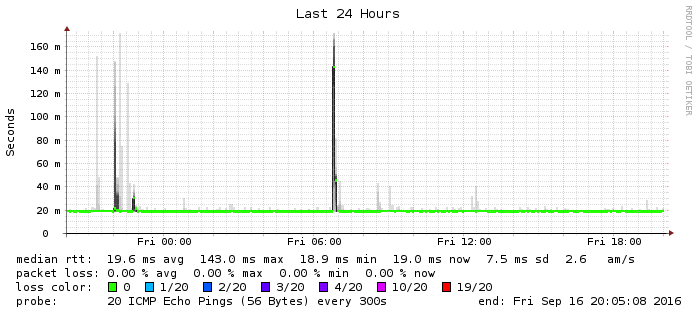 Last 24 Hours
RRDTOOL / TOBI OETIKER
Seconds
160 m
140 m
120 m
100 m
80 m
60 m
40 m
20 m
0
Fri 00:00 Fri 06:00 Fri 12:00 Fri 18:00
median rtt: 19.6 ms avg 143.0 ms max 18.9 ms min 19.0 ms now 7.5 ms sd 2.6 am/s
packet loss: 0.00 % avg 0.00 % max 0.00 % min 0.00 % now
loss color: 0 1/20 2/20 3/20 4/20 10/20 19/20
probe: 20 ICMP Echo Pings (56 Bytes) every 300s end: Fri Sep 16 20:05:08 2016